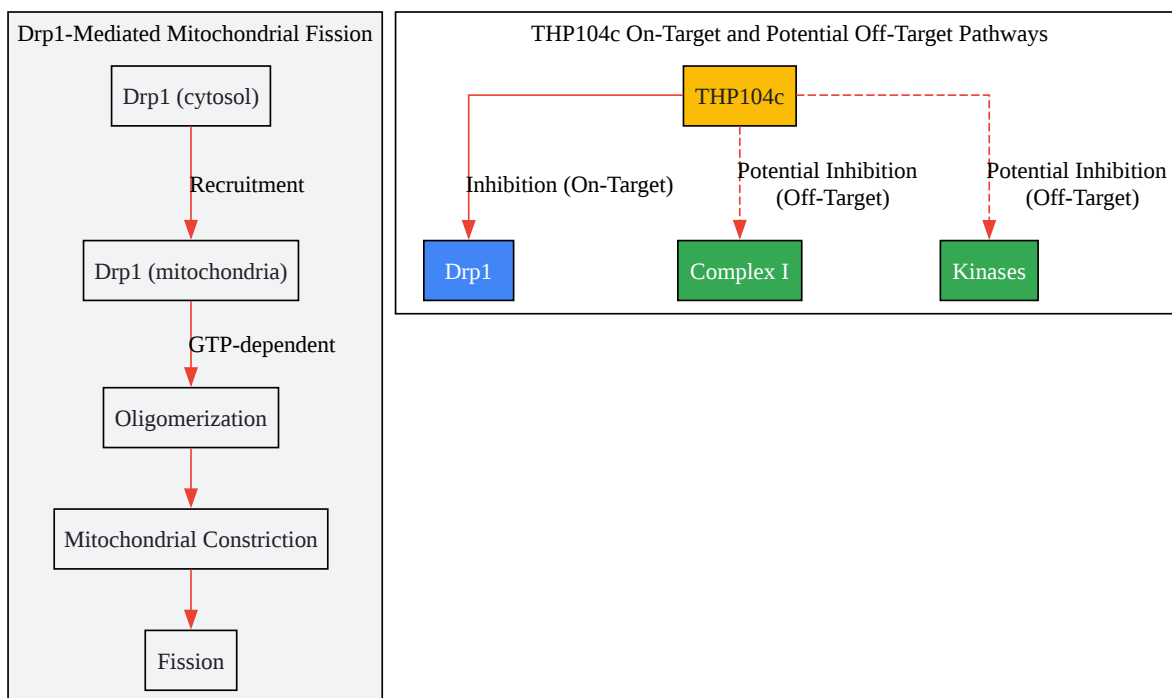 Drp1-Mediated Mitochondrial Fission
Drp1 (cytosol)
Recruitment
Drp1 (mitochondria)
GTP-dependent
Oligomerization
Mitochondrial Constriction
Fission
THP104c On-Target and Potential Off-Target Pathways
THP104c
Inhibition (On-Target)
Potential Inhibition
(Off-Target)
Potential Inhibition
(Off-Target)
Drp1
Complex I
Kinases